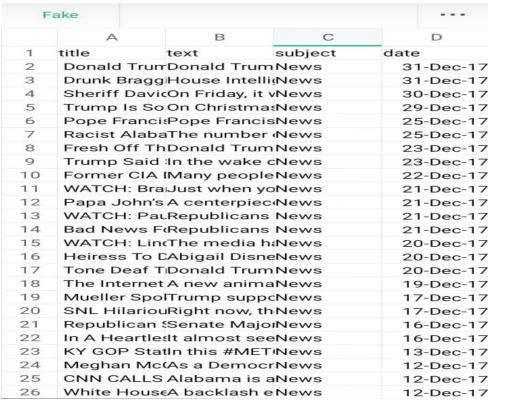 Fake ...
A B C D
1 title text subject date
2 Donald Trum Donald Trum News 31-Dec-17
3 Drunk Bragg House Intelli News 31-Dec-17
4 Sheriff Davi On Friday, it w News 30-Dec-17
5 Trump Is So On Christmas News 29-Dec-17
6 Pope Francis Pope Francis News 25-Dec-17
7 Racist Alaba The number News 25-Dec-17
8 Fresh Off Th Donald Trum News 23-Dec-17
9 Trump Said In the wake o News 23-Dec-17
10 Former CIA Many people News 22-Dec-17
11 WATCH: Bra Just when yo News 21-Dec-17
12 Papa John's A centerpiec News 21-Dec-17
13 WATCH: Pau Republicans News 21-Dec-17
14 Bad News Fo Republicans News 21-Dec-17
15 WATCH: Lin The media ha News 20-Dec-17
16 Heiress To D Abigail Disne News 20-Dec-17
17 Tone Deaf T Donald Trum News 20-Dec-17
18 The Internet A new anima News 19-Dec-17
19 Mueller Spo Trump suppo News 17-Dec-17
20 SNL Hilariou Right now, th News 17-Dec-17
21 Republican S Senate Major News 16-Dec-17
22 In A Heartles It almost see News 16-Dec-17
23 KY GOP Stat In this #MET News 13-Dec-17
24 Meghan Mc As a Democr News 12-Dec-17
25 CNN CALLS Alabama is a News 12-Dec-17
26 White House A backlash e News 12-Dec-17